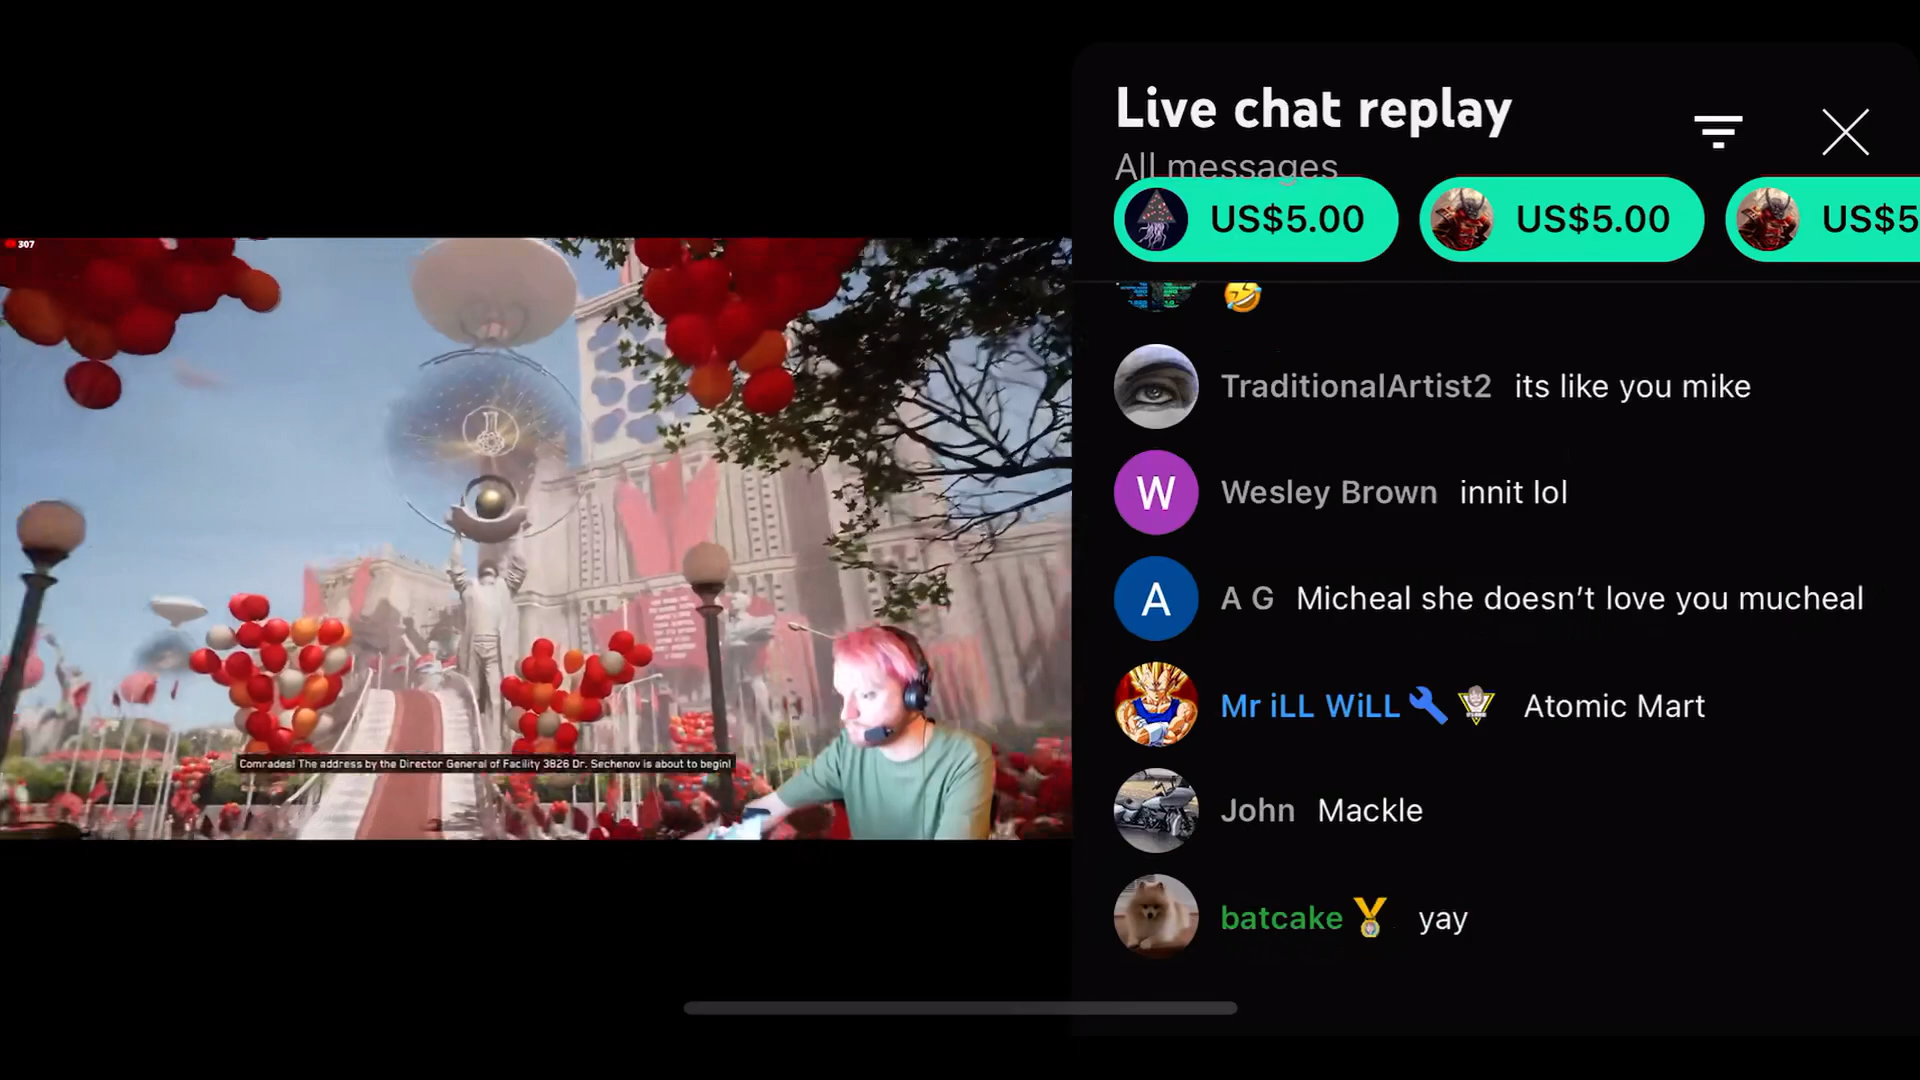 307
Comrades! The address by the Director General of Facility 3826 Dr. Sechenov is about to begin!
Live chat replay
All messages
US$5.00
US$5.00
US$5
🤣
TraditionalArtist2 its like you mike
W
Wesley Brown innit lol
A
A G Micheal she doesn’t love you mucheal
Mr iLL WiLL Atomic Mart
John Mackle
batcake yay